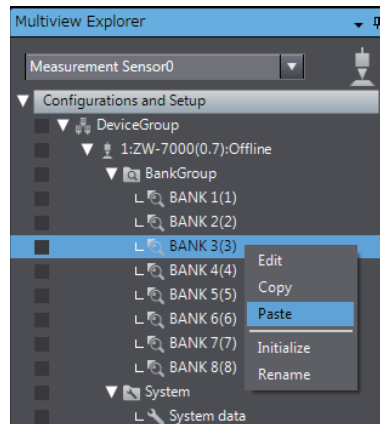 Multiview Explorer
Measurement Sensor0
Configurations and Setup
DeviceGroup
1:ZW-7000(0.7):Offline
BankGroup
BANK 1(1)
BANK 2(2)
BANK 3(3)
BANK 4(4)
BANK 5(5)
BANK 6(6)
BANK 7(7)
BANK 8(8)
System
System data
Edit
Copy
Paste
Initialize
Rename